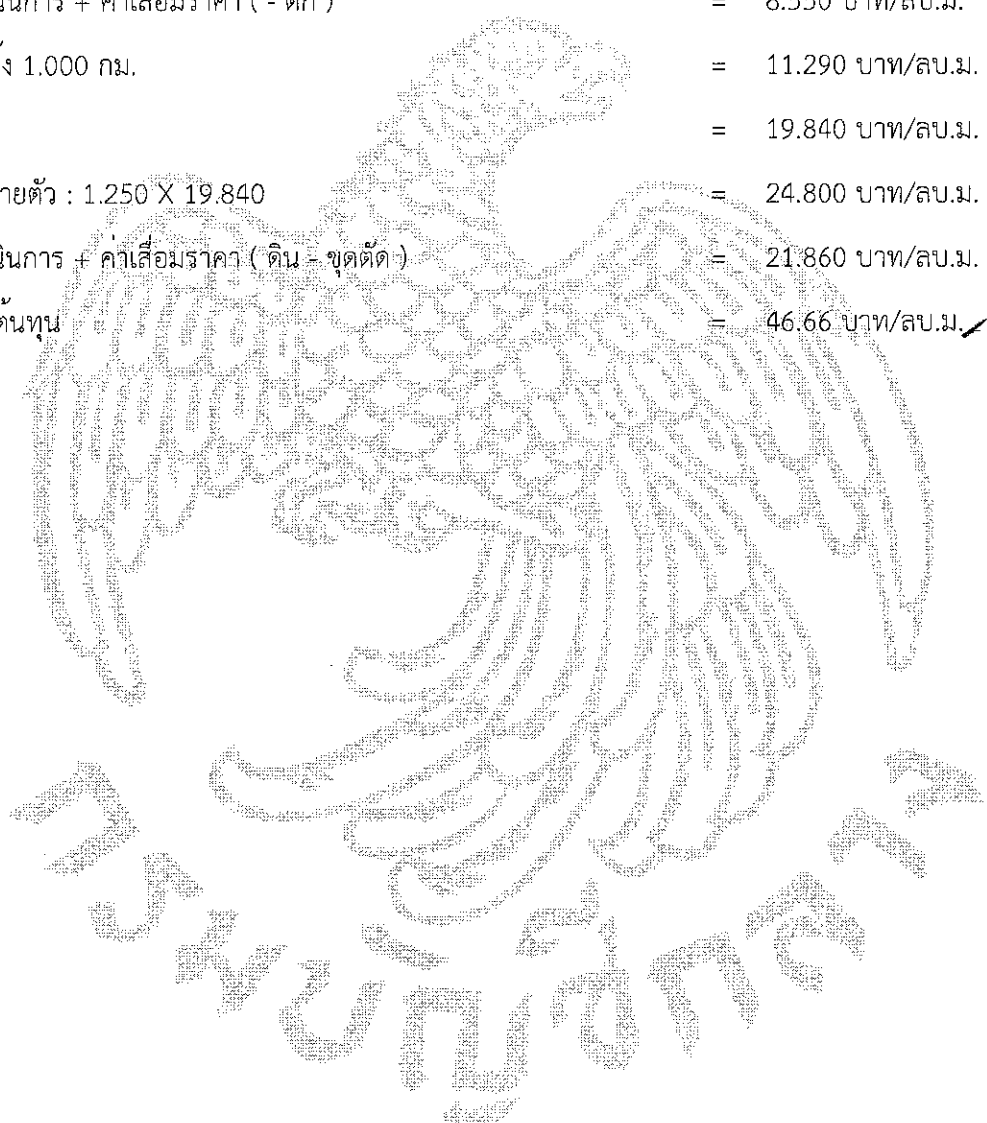 นินการ + ค่าเสื่อมราคา ( - ตัก ) = 8.550 บาท/ลบ.ม.
ทิ้ง 1.000 กม. = 11.290 บาท/ลบ.ม.
= 19.840 บาท/ลบ.ม.
ายตัว : 1.250 X 19.840 = 24.800 บาท/ลบ.ม.
นินการ + ค่าเสื่อมราคา ( ดิน - ขุดตัด ) = 21.860 บาท/ลบ.ม.
ต้นทุน = 46.66 บาท/ลบ.ม.
กรมบัญชีกลาง